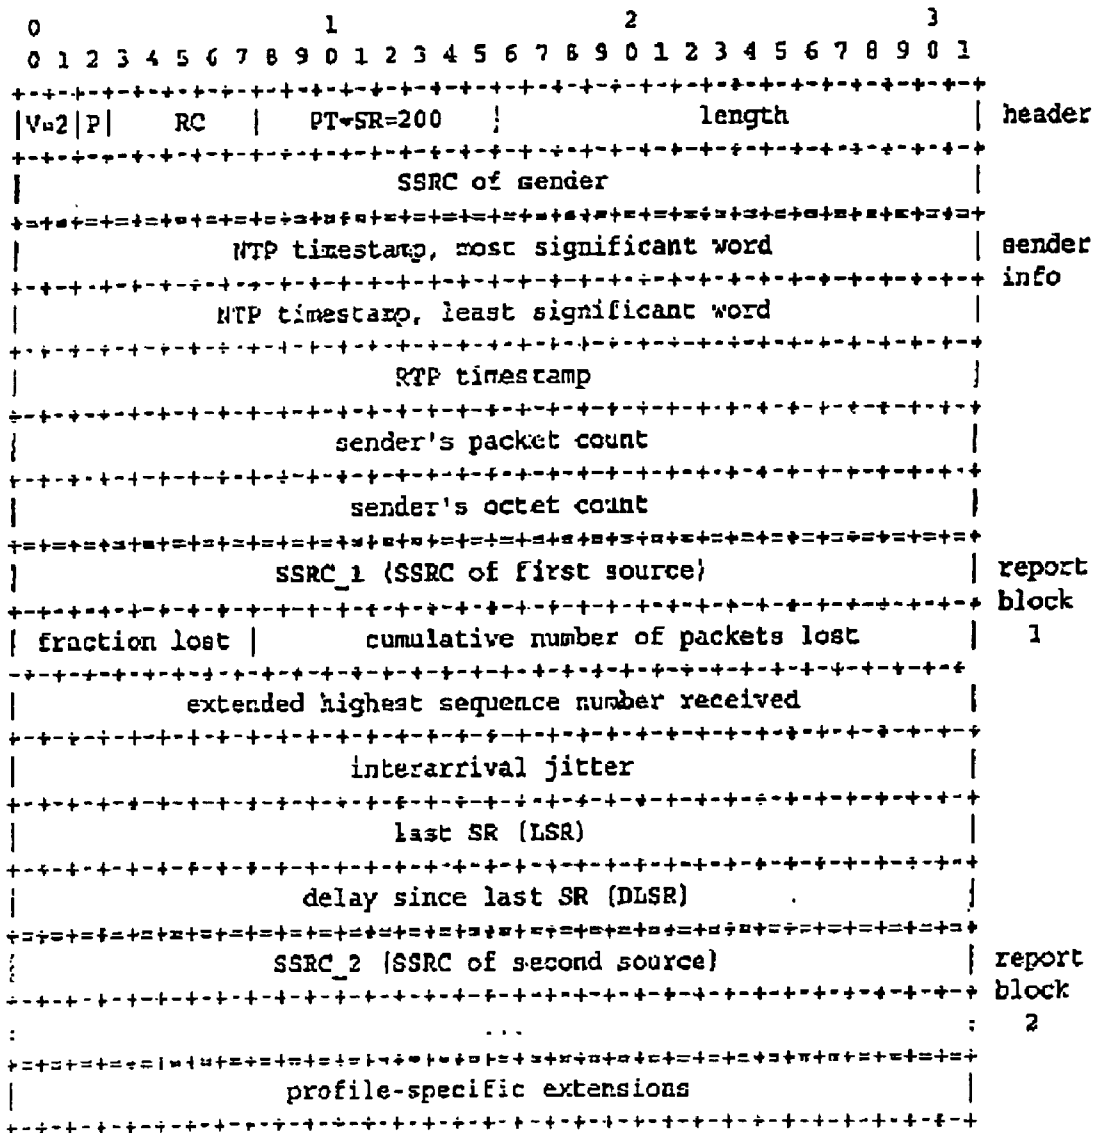 0 1 2 3
0 1 2 3 4 5 6 7 8 9 0 1 2 3 4 5 6 7 8 9 0 1 2 3 4 5 6 7 8 9 0 1
+-+-+-+-+-+-+-+-+-+-+-+-+-+-+-+-+-+-+-+-+-+-+-+-+-+-+-+-+-+-+-+-+
|V=2|P| RC | PT=SR=200 | length | header
+-+-+-+-+-+-+-+-+-+-+-+-+-+-+-+-+-+-+-+-+-+-+-+-+-+-+-+-+-+-+-+-+
| SSRC of sender |
+=+=+=+=+=+=+=+=+=+=+=+=+=+=+=+=+=+=+=+=+=+=+=+=+=+=+=+=+=+=+=+=+
| NTP timestamp, most significant word | sender
+-+-+-+-+-+-+-+-+-+-+-+-+-+-+-+-+-+-+-+-+-+-+-+-+-+-+-+-+-+-+-+-+ info
| NTP timestamp, least significant word |
+-+-+-+-+-+-+-+-+-+-+-+-+-+-+-+-+-+-+-+-+-+-+-+-+-+-+-+-+-+-+-+-+
| RTP timestamp |
+-+-+-+-+-+-+-+-+-+-+-+-+-+-+-+-+-+-+-+-+-+-+-+-+-+-+-+-+-+-+-+-+
| sender's packet count |
+-+-+-+-+-+-+-+-+-+-+-+-+-+-+-+-+-+-+-+-+-+-+-+-+-+-+-+-+-+-+-+-+
| sender's octet count |
+=+=+=+=+=+=+=+=+=+=+=+=+=+=+=+=+=+=+=+=+=+=+=+=+=+=+=+=+=+=+=+=+
| SSRC_1 (SSRC of first source) | report
+-+-+-+-+-+-+-+-+-+-+-+-+-+-+-+-+-+-+-+-+-+-+-+-+-+-+-+-+-+-+-+-+ block
| fraction lost | cumulative number of packets lost | 1
-+-+-+-+-+-+-+-+-+-+-+-+-+-+-+-+-+-+-+-+-+-+-+-+-+-+-+-+-+-+-+-+
| extended highest sequence number received |
+-+-+-+-+-+-+-+-+-+-+-+-+-+-+-+-+-+-+-+-+-+-+-+-+-+-+-+-+-+-+-+-+
| interarrival jitter |
+-+-+-+-+-+-+-+-+-+-+-+-+-+-+-+-+-+-+-+-+-+-+-+-+-+-+-+-+-+-+-+-+
| last SR (LSR) |
+-+-+-+-+-+-+-+-+-+-+-+-+-+-+-+-+-+-+-+-+-+-+-+-+-+-+-+-+-+-+-+-+
| delay since last SR (DLSR) |
+=+=+=+=+=+=+=+=+=+=+=+=+=+=+=+=+=+=+=+=+=+=+=+=+=+=+=+=+=+=+=+=+
| SSRC_2 (SSRC of second source) | report
+-+-+-+-+-+-+-+-+-+-+-+-+-+-+-+-+-+-+-+-+-+-+-+-+-+-+-+-+-+-+-+-+ block
: ... : 2
+=+=+=+=+=+=+=+=+=+=+=+=+=+=+=+=+=+=+=+=+=+=+=+=+=+=+=+=+=+=+=+=+
| profile-specific extensions |
+-+-+-+-+-+-+-+-+-+-+-+-+-+-+-+-+-+-+-+-+-+-+-+-+-+-+-+-+-+-+-+-+